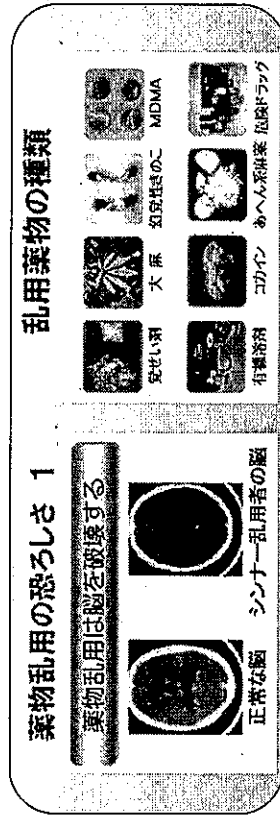 薬物乱用の恐ろしさ 1
薬物乱用は脳を破壊する
正常な脳
シンナー乱用者の脳
乱用薬物の種類
覚せい剤
大麻
幻覚性きのこ
MDMA
有機溶剤
コカイン
あへん系麻薬
危険ドラッグ